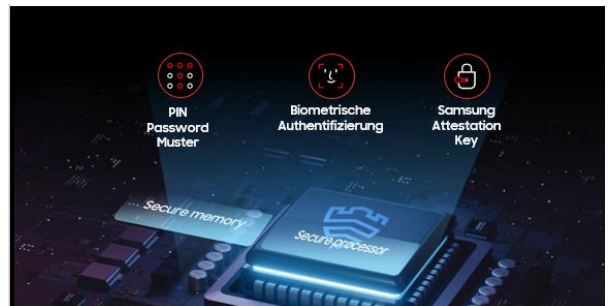 PIN
Password
Muster
Biometrische
Authentifizierung
Samsung
Attestation
Key
Secure memory
Secure processor